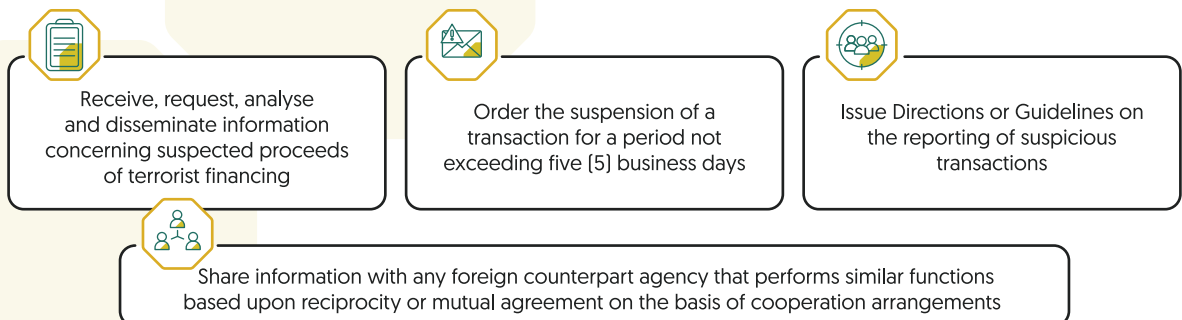 Receive, request, analyse
and disseminate information
concerning suspected proceeds
of terrorist financing
Order the suspension of a
transaction for a period not
exceeding five (5) business days
Issue Directions or Guidelines on
the reporting of suspicious
transactions
Share information with any foreign counterpart agency that performs similar functions
based upon reciprocity or mutual agreement on the basis of cooperation arrangements